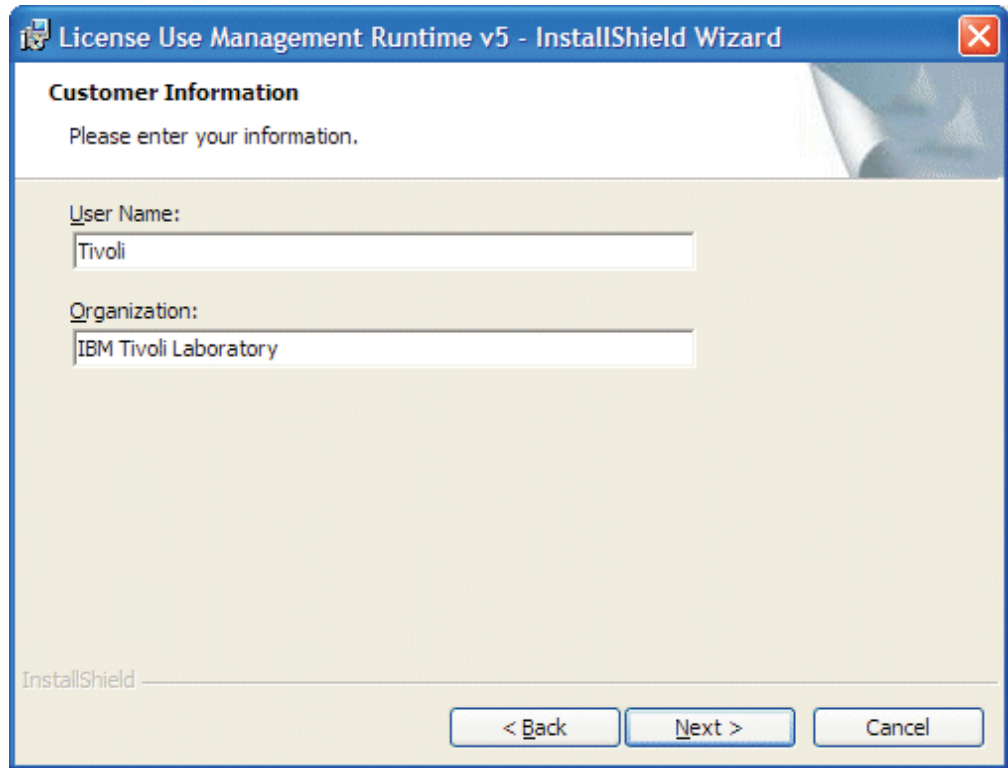 License Use Management Runtime v5 - InstallShield Wizard
Customer Information
Please enter your information.
User Name:
Tivoli
Organization:
IBM Tivoli Laboratory
InstallShield
< Back Next > Cancel